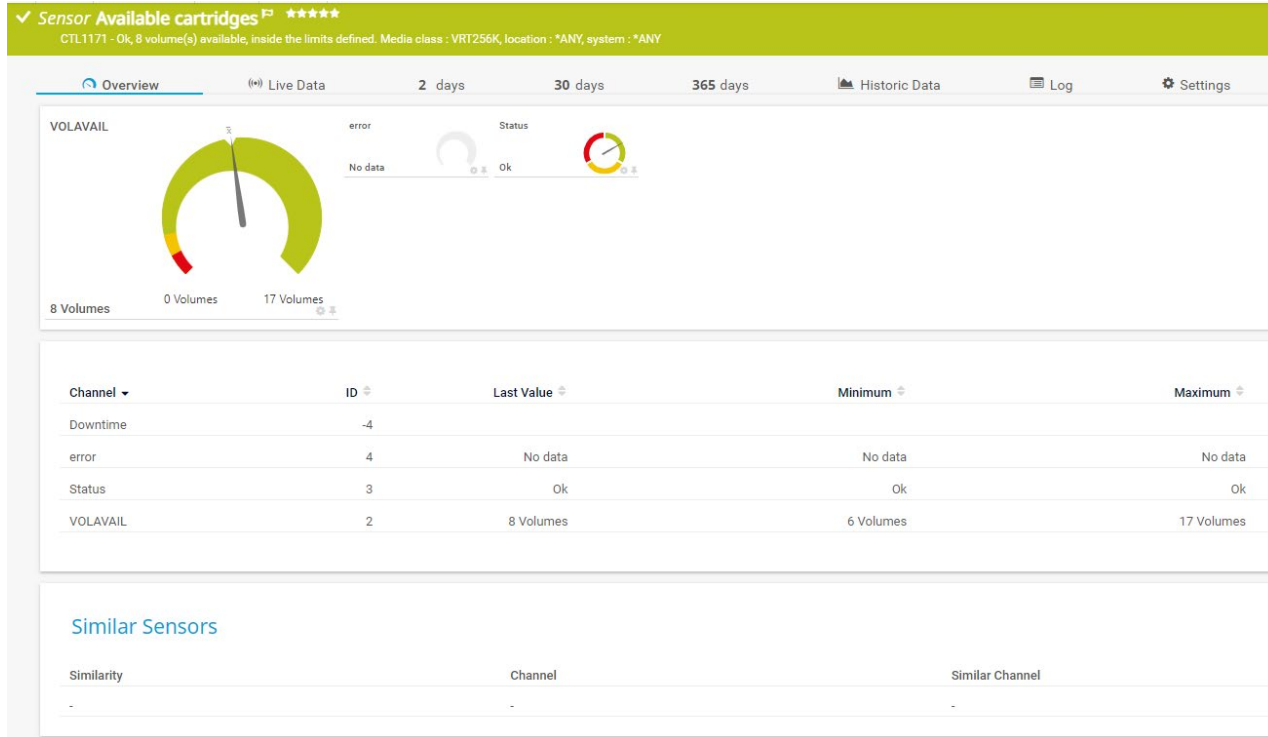 Sensor Available cartridges
CTL1171 - Ok, 8 volume(s) available, inside the limits defined. Media class : VRT256K, location : *ANY, system : *ANY
Overview Live Data 2 days 30 days 365 days Historic Data Log Settings
VOLAVAIL
x
0 Volumes 17 Volumes
8 Volumes
error
No data
Status
Ok
Channel ID Last Value Minimum Maximum
Downtime -4
error 4 No data No data No data
Status 3 Ok Ok Ok
VOLAVAIL 2 8 Volumes 6 Volumes 17 Volumes
Similar Sensors
Similarity Channel Similar Channel
- - -